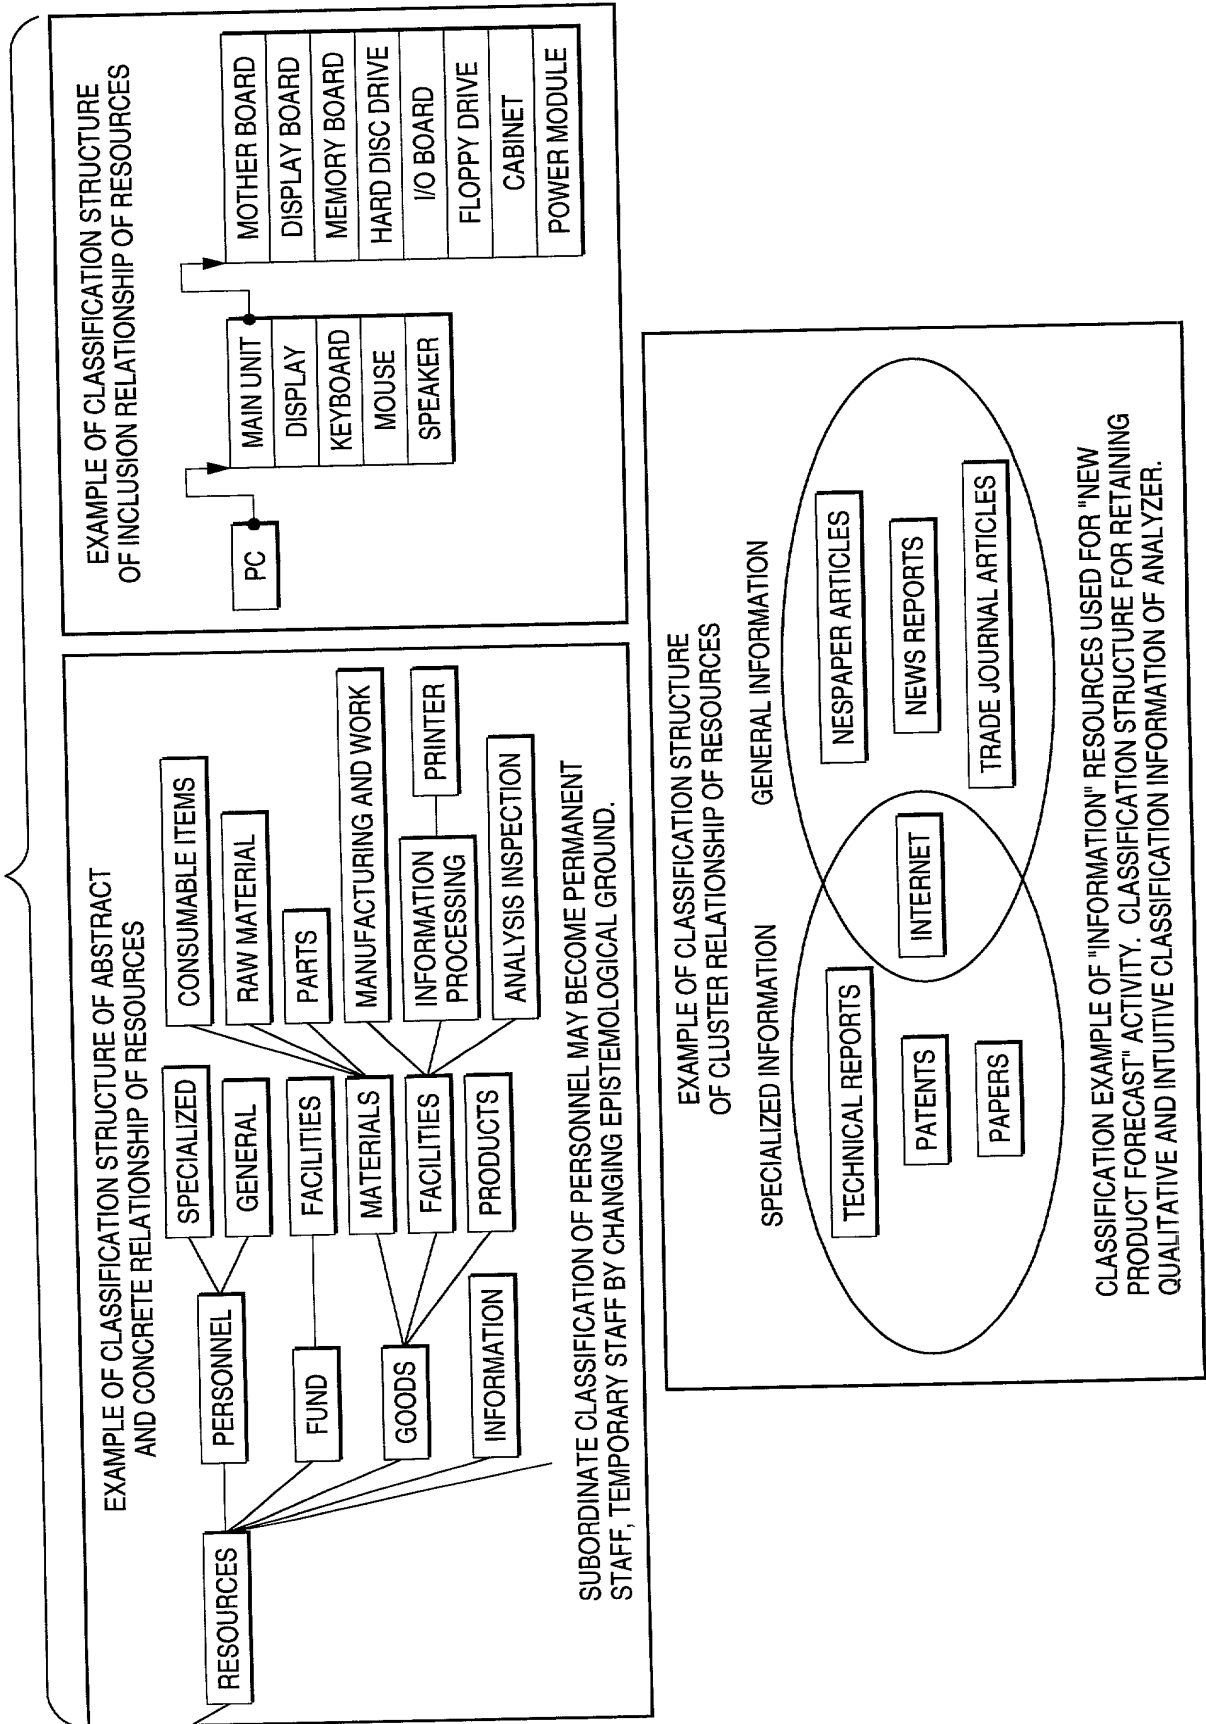 EXAMPLE OF CLASSIFICATION STRUCTURE OF ABSTRACT
AND CONCRETE RELATIONSHIP OF RESOURCES
RESOURCES
PERSONNEL
FUND
GOODS
INFORMATION
SPECIALIZED
GENERAL
FACILITIES
MATERIALS
FACILITIES
PRODUCTS
CONSUMABLE ITEMS
RAW MATERIAL
PARTS
MANUFACTURING AND WORK
INFORMATION
PROCESSING
PRINTER
ANALYSIS INSPECTION
SUBORDINATE CLASSIFICATION OF PERSONNEL MAY BECOME PERMANENT
STAFF, TEMPORARY STAFF BY CHANGING EPISTEMOLOGICAL GROUND.
EXAMPLE OF CLASSIFICATION STRUCTURE
OF INCLUSION RELATIONSHIP OF RESOURCES
PC
MAIN UNIT
DISPLAY
KEYBOARD
MOUSE
SPEAKER
MOTHER BOARD
DISPLAY BOARD
MEMORY BOARD
HARD DISC DRIVE
I/O BOARD
FLOPPY DRIVE
CABINET
POWER MODULE
EXAMPLE OF CLASSIFICATION STRUCTURE
OF CLUSTER RELATIONSHIP OF RESOURCES
SPECIALIZED INFORMATION
GENERAL INFORMATION
TECHNICAL REPORTS
PATENTS
PAPERS
INTERNET
NESPAPER ARTICLES
NEWS REPORTS
TRADE JOURNAL ARTICLES
CLASSIFICATION EXAMPLE OF "INFORMATION" RESOURCES USED FOR "NEW
PRODUCT FORECAST" ACTIVITY. CLASSIFICATION STRUCTURE FOR RETAINING
QUALITATIVE AND INTUITIVE CLASSIFICATION INFORMATION OF ANALYZER.